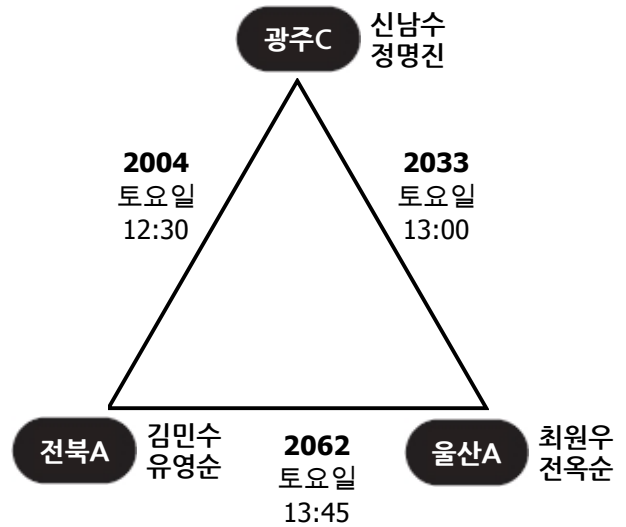 광주C
신남수
정명진
2004
토요일
12:30
2033
토요일
13:00
전북A
김민수
유영순
2062
토요일
13:45
울산A
최원우
전옥순